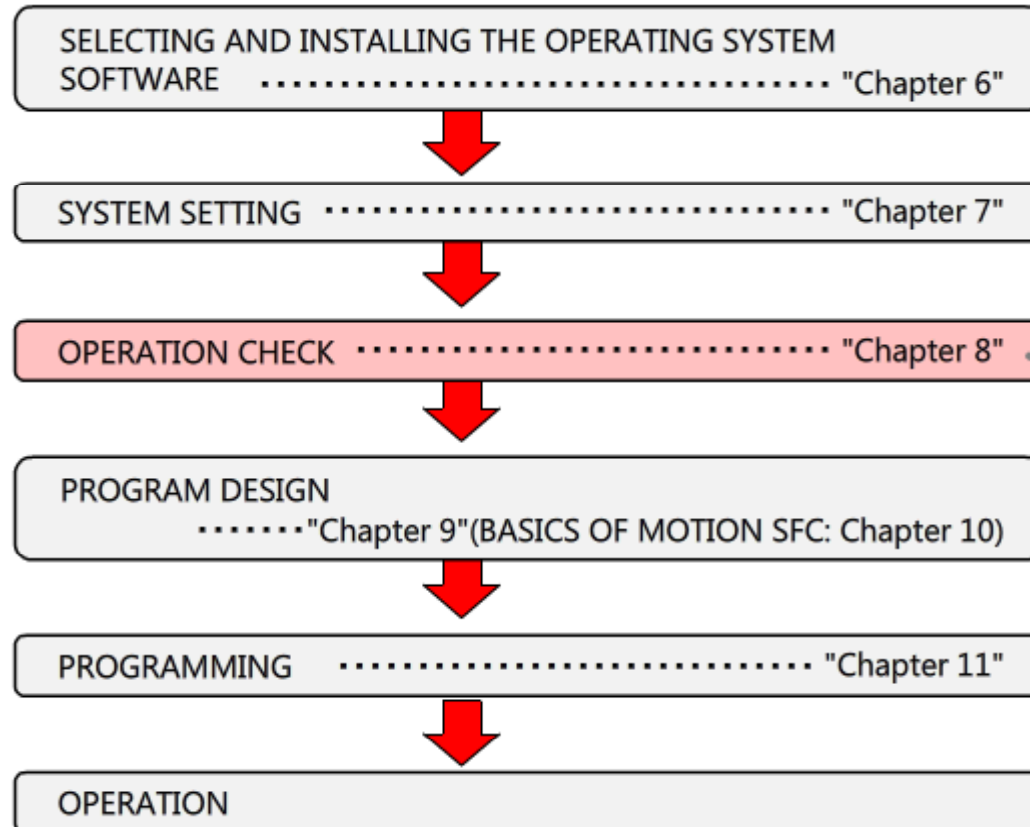 SELECTING AND INSTALLING THE OPERATING SYSTEM
SOFTWARE ···································· "Chapter 6"
SYSTEM SETTING ································ "Chapter 7"
OPERATION CHECK ······························ "Chapter 8"
PROGRAM DESIGN
·······"Chapter 9"(BASICS OF MOTION SFC: Chapter 10)
PROGRAMMING ······························ "Chapter 11"
OPERATION